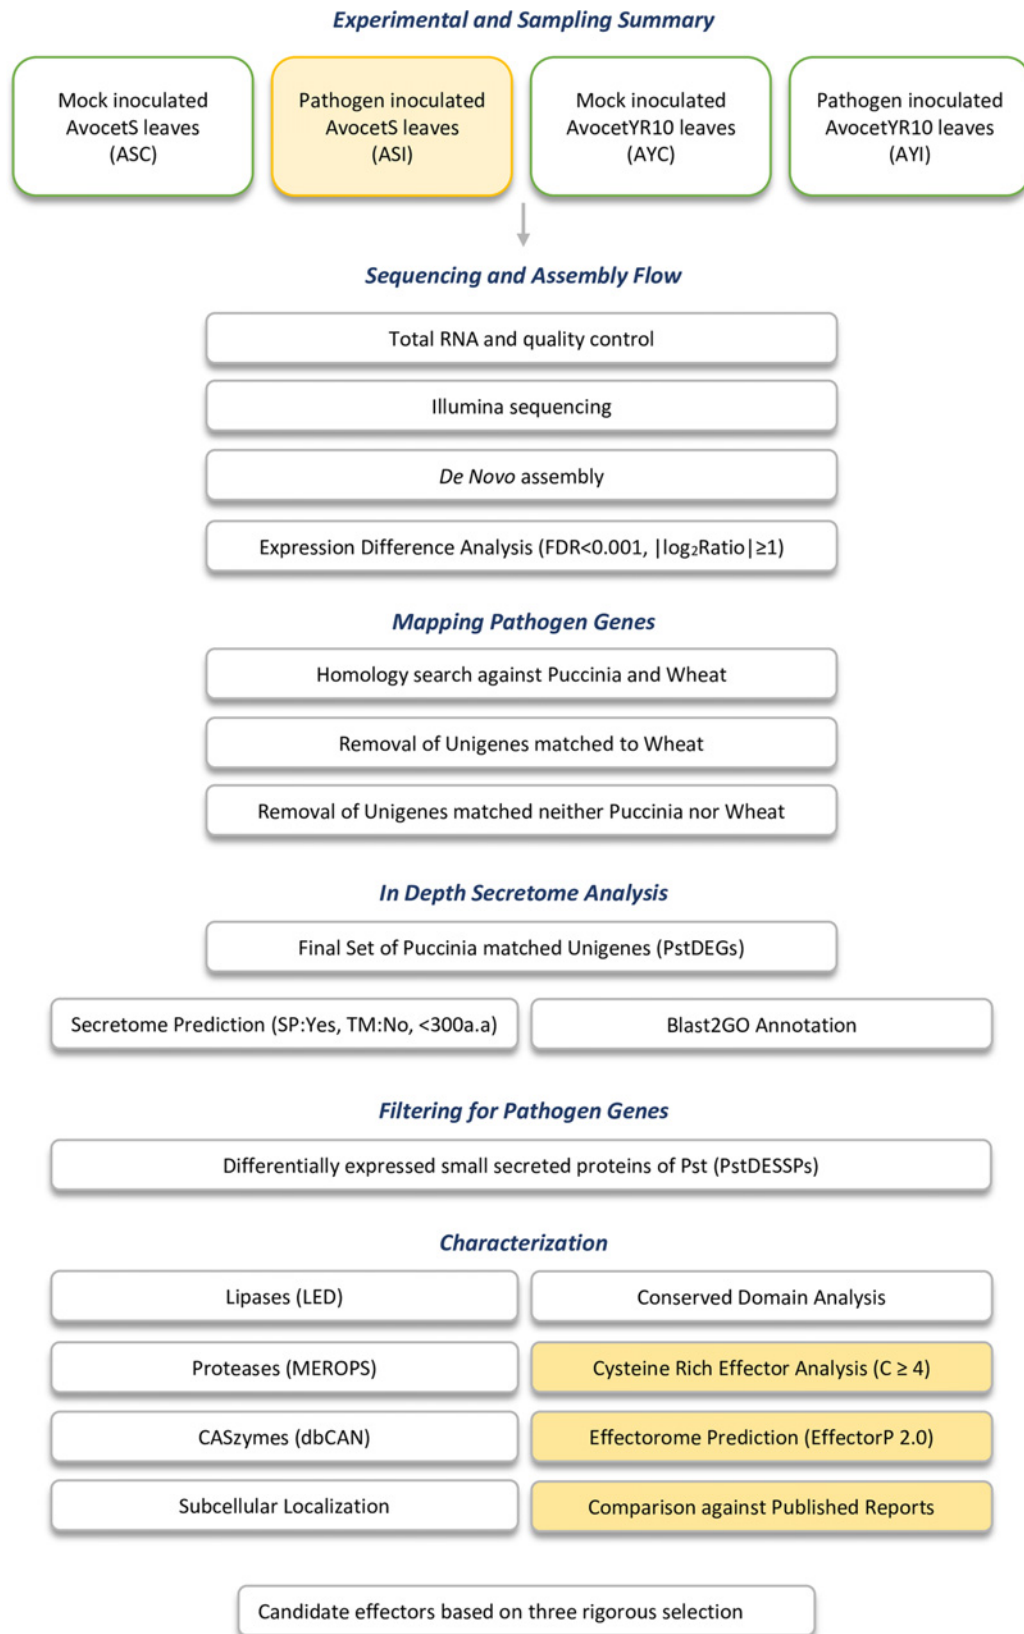 Experimental and Sampling Summary
Mock inoculated
AvocetS leaves
(ASC)
Pathogen inoculated
AvocetS leaves
(ASI)
Mock inoculated
AvocetYR10 leaves
(AYC)
Pathogen inoculated
AvocetYR10 leaves
(AYI)
Sequencing and Assembly Flow
Total RNA and quality control
Illumina sequencing
De Novo assembly
Expression Difference Analysis (FDR<0.001, |log₂Ratio|≥1)
Mapping Pathogen Genes
Homology search against Puccinia and Wheat
Removal of Unigenes matched to Wheat
Removal of Unigenes matched neither Puccinia nor Wheat
In Depth Secretome Analysis
Final Set of Puccinia matched Unigenes (PstDEGs)
Secretome Prediction (SP:Yes, TM:No, <300a.a)
Blast2GO Annotation
Filtering for Pathogen Genes
Differentially expressed small secreted proteins of Pst (PstDESSPs)
Characterization
Lipases (LED)
Conserved Domain Analysis
Proteases (MEROPS)
Cysteine Rich Effector Analysis (C ≥ 4)
CASzymes (dbCAN)
Effectorome Prediction (EffectorP 2.0)
Subcellular Localization
Comparison against Published Reports
Candidate effectors based on three rigorous selection